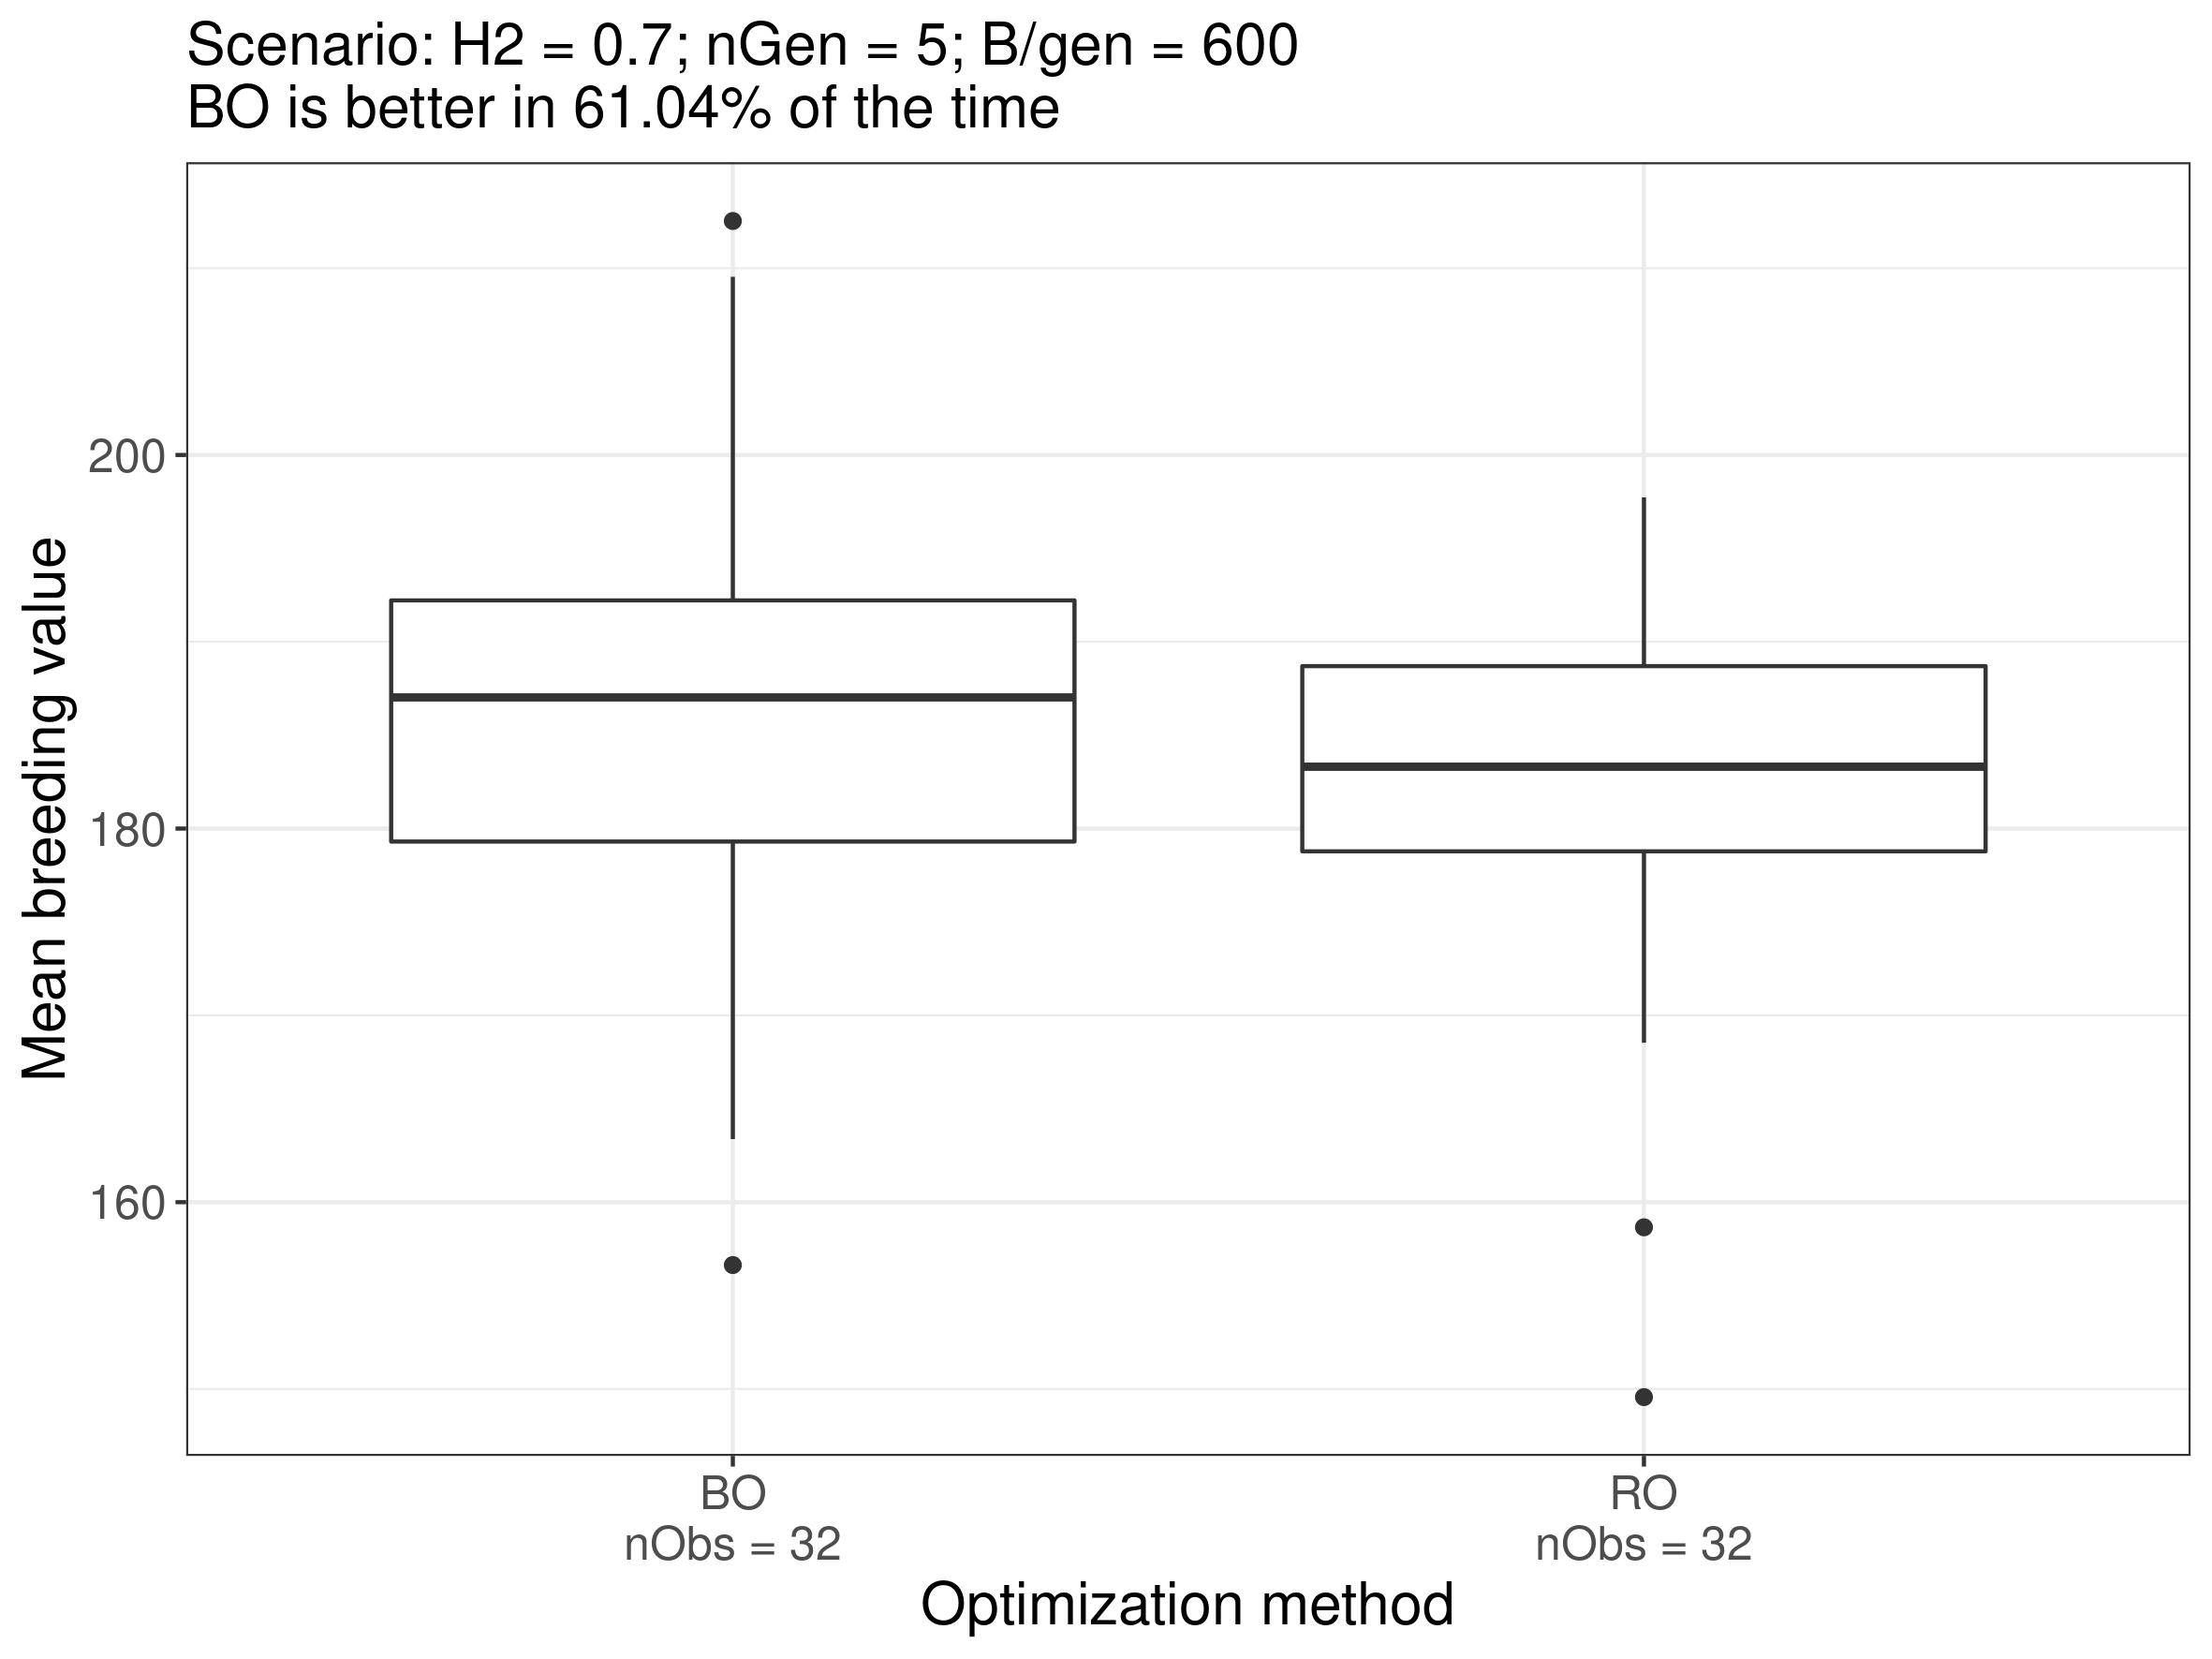 Scenario: H2 = 0.7; nGen = 5; B/gen = 600
BO is better in 61.04% of the time
Mean breeding value
200
180
160
BO
nObs = 32
RO
nObs = 32
Optimization method